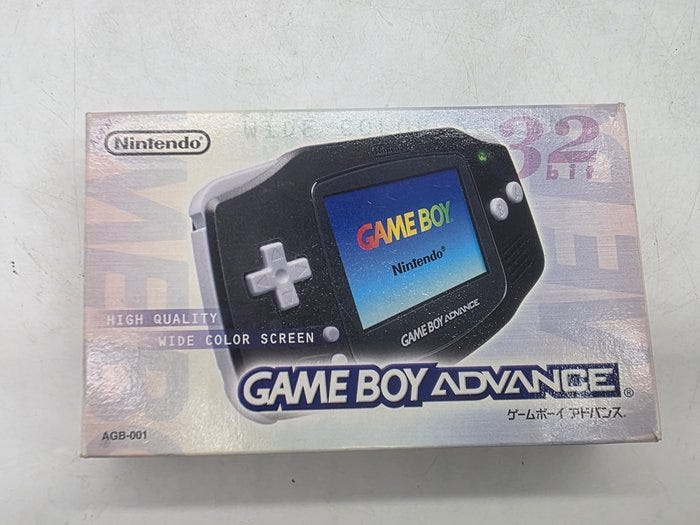 Nintendo®
WIDE COLOR
32
bit
GAME BOY
Nintendo®
GAME BOY ADVANCE
HIGH QUALITY
WIDE COLOR SCREEN
GAME BOY ADVANCE®
ゲームボーイ アドバンス
AGB-001